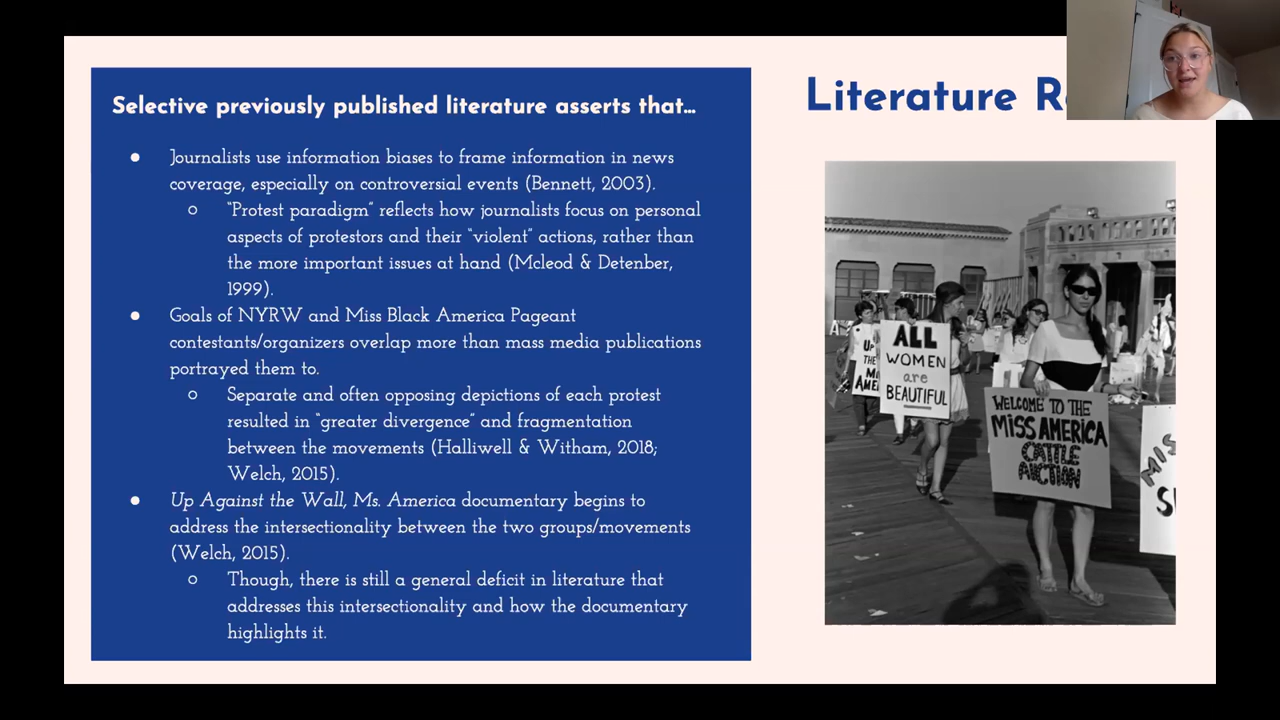 Selective previously published literature asserts that...
Journalists use information biases to frame information in news
coverage, especially on controversial events (Bennett, 2003).
"Protest paradigm" reflects how journalists focus on personal
aspects of protestors and their "violent" actions, rather than
the more important issues at hand (Mcleod & Detenber,
1999).
Goals of NYRW and Miss Black America Pageant
contestants/organizers overlap more than mass media publications
portrayed them to.
Separate and often opposing depictions of each protest
resulted in "greater divergence" and fragmentation
between the movements (Halliwell & Witham, 2018;
Welch, 2015).
Up Against the Wall, Ms. America documentary begins to
address the intersectionality between the two groups/movements
(Welch, 2015).
Though, there is still a general deficit in literature that
addresses this intersectionality and how the documentary
highlights it.
Literature
ALL
WOMEN
are
BEAUTIFUL
WELCOME TO THE
MISS AMERICA
CATTLE
AUCTION